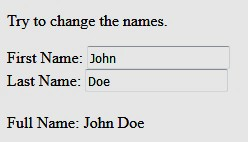 Try to change the names.
First Name: John
Last Name: Doe
Full Name: John Doe